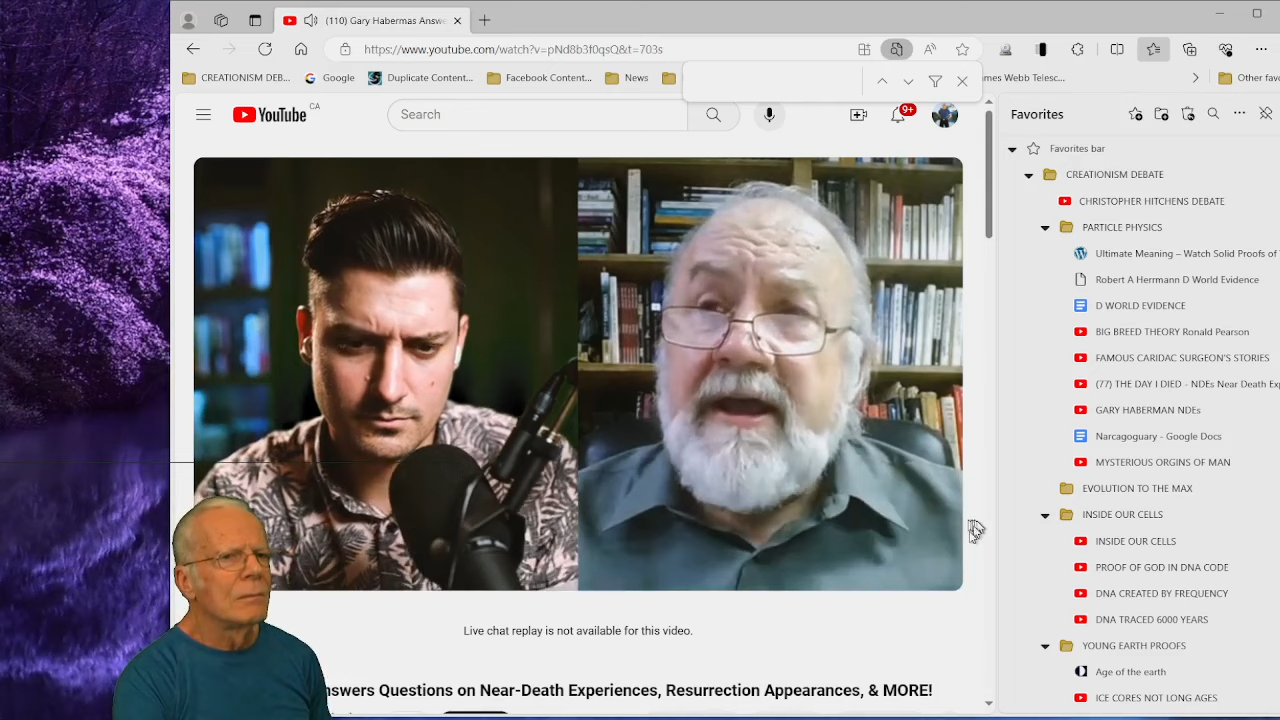 (110) Gary Habermas Answ
https://www.youtube.com/watch?v=pNd8b3f0qsQ&t=703s
CREATIONISM DEB...
Google
Duplicate Content...
Facebook Content...
News
mes Webb Telesc...
Other fav
YouTube CA
Search
9+
Favorites
Favorites bar
CREATIONISM DEBATE
CHRISTOPHER HITCHENS DEBATE
PARTICLE PHYSICS
Ultimate Meaning – Watch Solid Proofs of
Robert A Herrmann D World Evidence
D WORLD EVIDENCE
BIG BREED THEORY Ronald Pearson
FAMOUS CARIDAC SURGEON'S STORIES
(77) THE DAY I DIED - NDEs Near Death Ex
GARY HABERMAN NDEs
Narcagoguary - Google Docs
MYSTERIOUS ORGINS OF MAN
EVOLUTION TO THE MAX
INSIDE OUR CELLS
INSIDE OUR CELLS
PROOF OF GOD IN DNA CODE
DNA CREATED BY FREQUENCY
DNA TRACED 6000 YEARS
YOUNG EARTH PROOFS
Age of the earth
ICE CORES NOT LONG AGES
Live chat replay is not available for this video.
nswers Questions on Near-Death Experiences, Resurrection Appearances, & MORE!